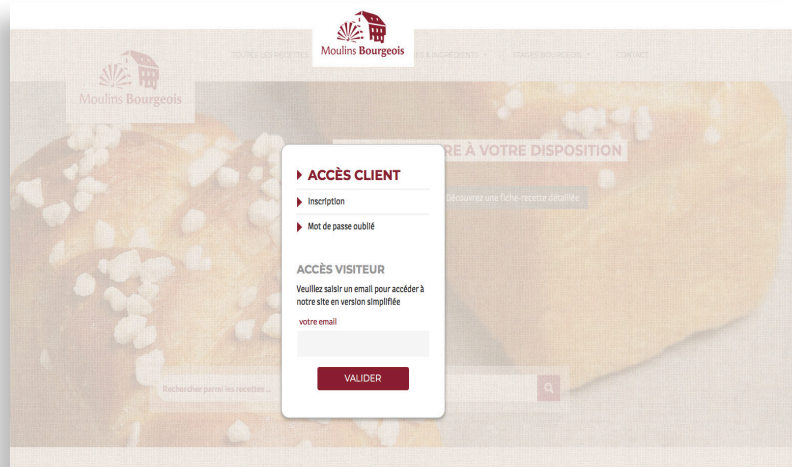 Moulins Bourgeois
TOUTES LES RECETTES
& INGRÉDIENTS
STAGES BOURGEOIS
CONTACT
Moulins Bourgeois
RE À VOTRE DISPOSITION
Découvrez une fiche-recette détaillée
ACCÈS CLIENT
Inscription
Mot de passe oublié
ACCÈS VISITEUR
Veuillez saisir un email pour accéder à
notre site en version simplifiée
votre email
VALIDER
Rechercher parmi les recettes ...